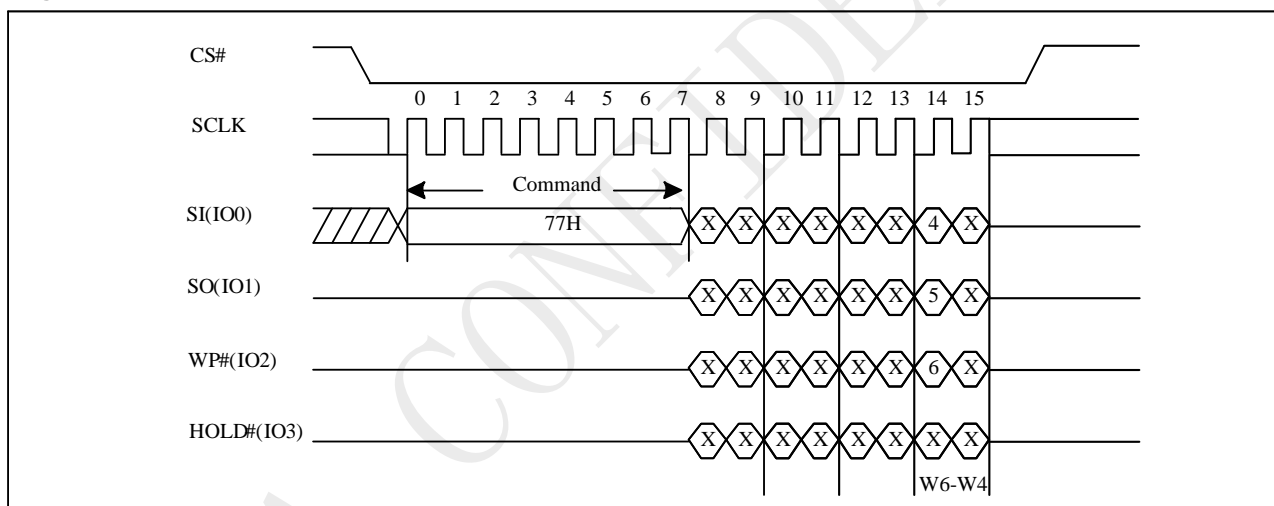 CS#
0 1 2 3 4 5 6 7 8 9 10 11 12 13 14 15
SCLK
Command
SI(IO0) 77H X X X X X X 4 X
SO(IO1) X X X X X X 5 X
WP#(IO2) X X X X X X 6 X
HOLD#(IO3) X X X X X X X X
W6-W4